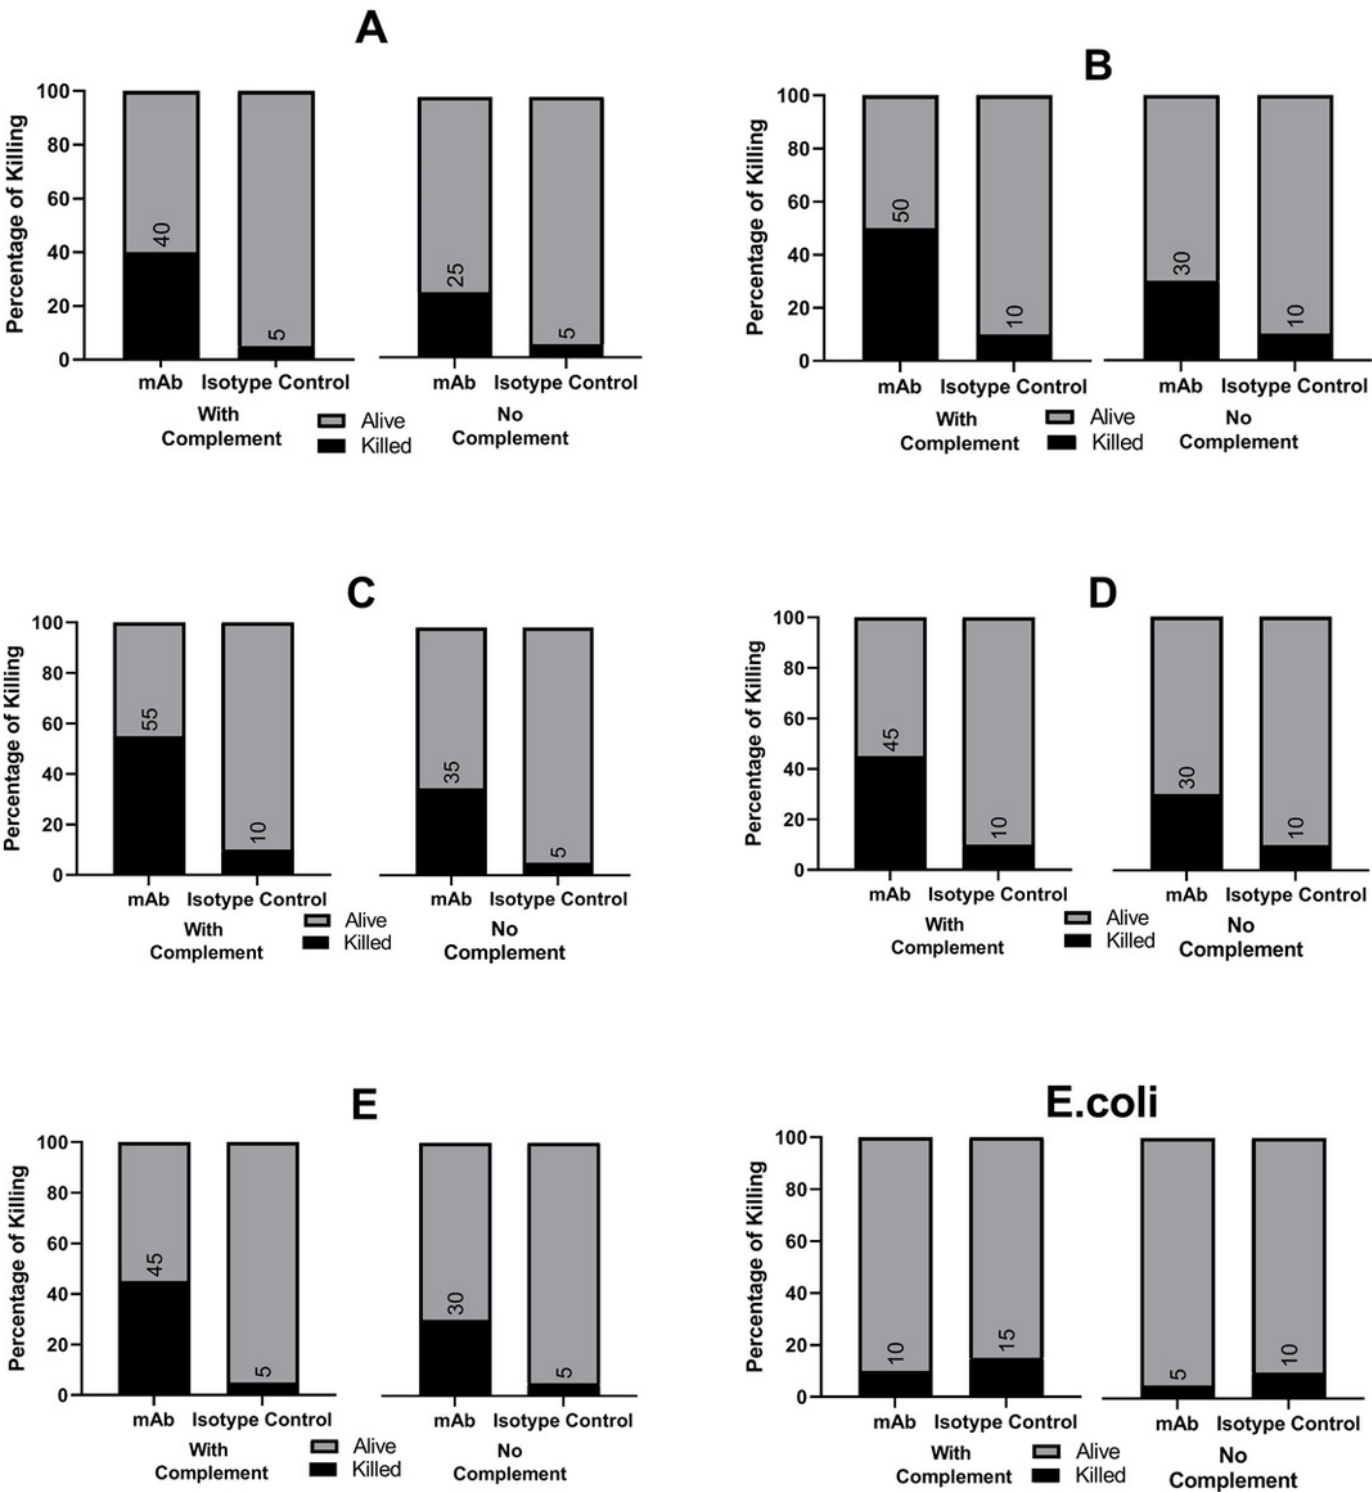 A
Percentage of Killing
100
80
60
40
20
0
40
5
25
5
mAb Isotype Control mAb Isotype Control
With Complement
Alive
Killed
No Complement
B
Percentage of Killing
100
80
60
40
20
0
50
10
30
10
mAb Isotype Control mAb Isotype Control
With Complement
Alive
Killed
No Complement
C
Percentage of Killing
100
80
60
40
20
0
55
10
35
5
mAb Isotype Control mAb Isotype Control
With Complement
Alive
Killed
No Complement
D
Percentage of Killing
100
80
60
40
20
0
45
10
30
10
mAb Isotype Control mAb Isotype Control
With Complement
Alive
Killed
No Complement
E
Percentage of Killing
100
80
60
40
20
0
45
5
30
5
mAb Isotype Control mAb Isotype Control
With Complement
Alive
Killed
No Complement
E.coli
Percentage of Killing
100
80
60
40
20
0
10
15
5
10
mAb Isotype Control mAb Isotype Control
With Complement
Alive
Killed
No Complement